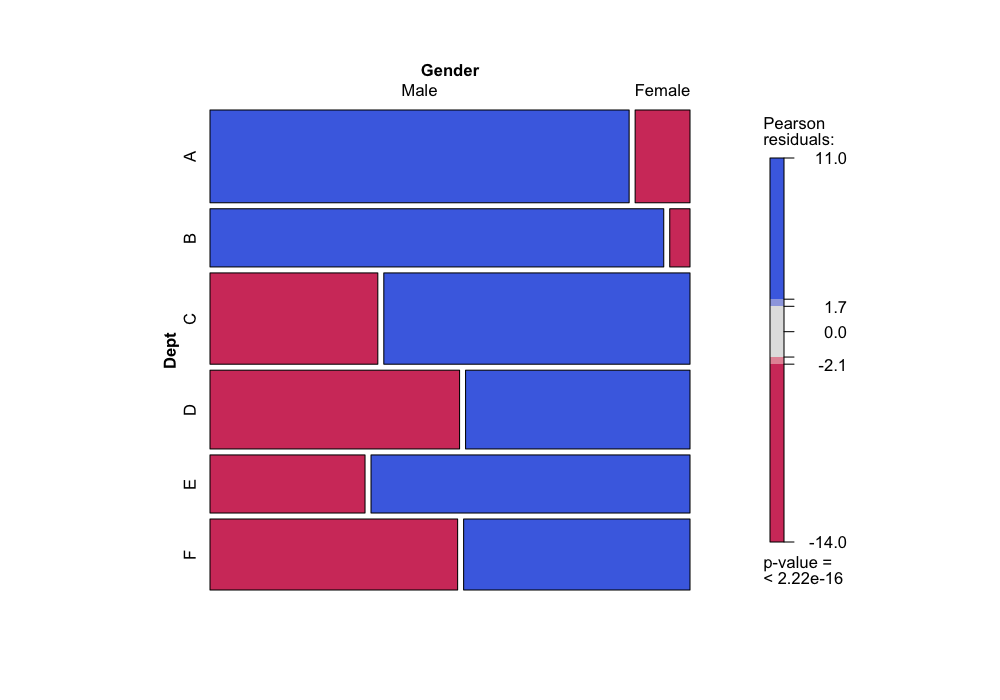 Gender
Male Female
Dept
A
B
C
D
E
F
Pearson
residuals:
11.0
1.7
0.0
-2.1
-14.0
p-value =
< 2.22e-16